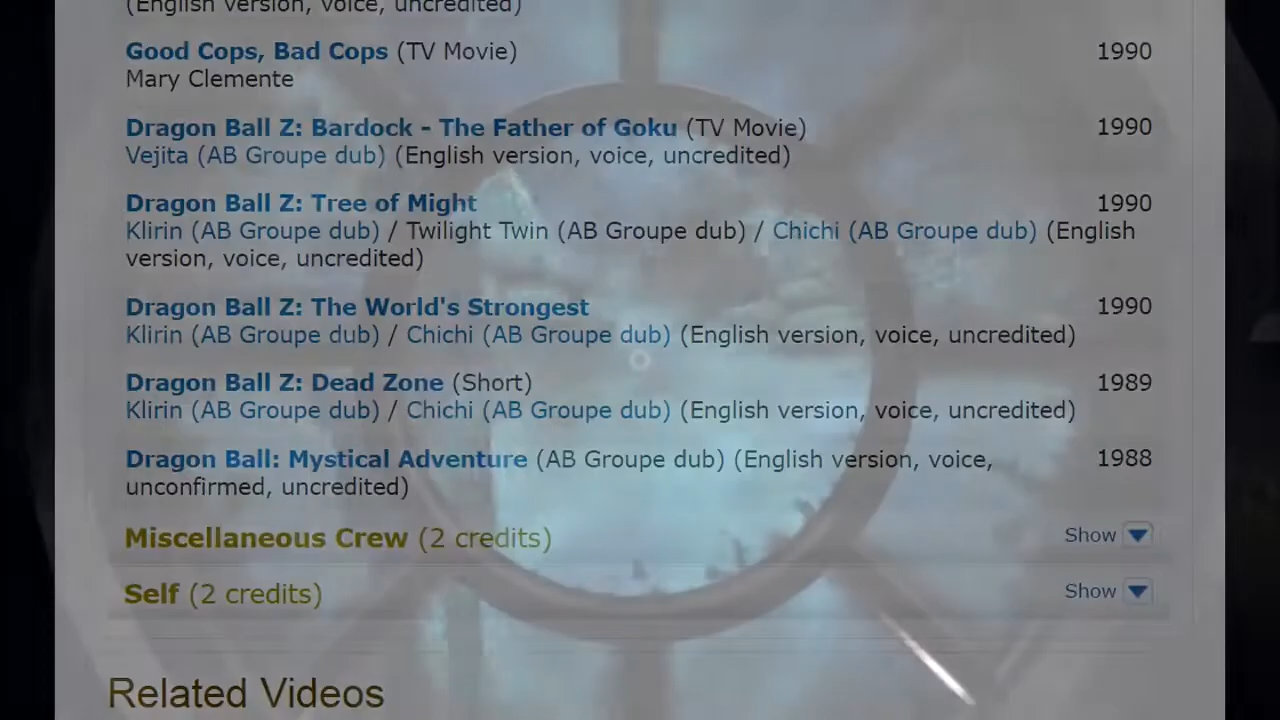 (English version, voice, uncredited)
Good Cops, Bad Cops (TV Movie) 1990
Mary Clemente
Dragon Ball Z: Bardock - The Father of Goku (TV Movie) 1990
Vejita (AB Groupe dub) (English version, voice, uncredited)
Dragon Ball Z: Tree of Might 1990
Klirin (AB Groupe dub) / Twilight Twin (AB Groupe dub) / Chichi (AB Groupe dub) (English
version, voice, uncredited)
Dragon Ball Z: The World's Strongest 1990
Klirin (AB Groupe dub) / Chichi (AB Groupe dub) (English version, voice, uncredited)
Dragon Ball Z: Dead Zone (Short) 1989
Klirin (AB Groupe dub) / Chichi (AB Groupe dub) (English version, voice, uncredited)
Dragon Ball: Mystical Adventure (AB Groupe dub) (English version, voice, 1988
unconfirmed, uncredited)
Miscellaneous Crew (2 credits) Show
Self (2 credits) Show
Related Videos